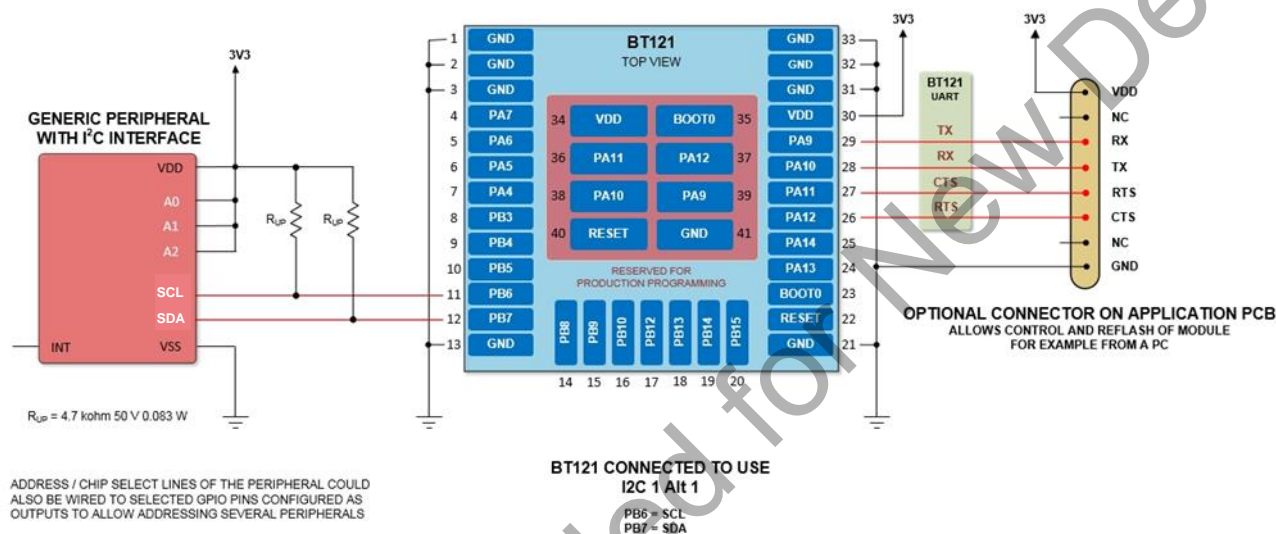 3V3
GENERIC PERIPHERAL
WITH I²C INTERFACE
VDD
A0
A1
A2
SCL
SDA
INT
VSS
R_UP
R_UP
R_UP = 4.7 kohm 50 V 0.083 W
ADDRESS / CHIP SELECT LINES OF THE PERIPHERAL COULD
ALSO BE WIRED TO SELECTED GPIO PINS CONFIGURED AS
OUTPUTS TO ALLOW ADDRESSING SEVERAL PERIPHERALS
BT121
TOP VIEW
1 GND
2 GND
3 GND
4 PA7
5 PA6
6 PA5
7 PA4
8 PB3
9 PB4
10 PB5
11 PB6
12 PB7
13 GND
34 VDD BOOT0 35
36 PA11 PA12 37
38 PA10 PA9 39
40 RESET GND 41
RESERVED FOR
PRODUCTION PROGRAMMING
PB8 PB9 PB10 PB12 PB13 PB14 PB15
14 15 16 17 18 19 20
GND 33
GND 32
GND 31
VDD 30
PA9 29
PA10 28
PA11 27
PA12 26
PA14 25
PA13 24
BOOT0 23
RESET 22
GND 21
BT121 CONNECTED TO USE
I2C 1 Alt 1
PB6 = SCL
PB7 = SDA
3V3
BT121
UART
TX
RX
CTS
RTS
3V3
VDD
NC
RX
TX
RTS
CTS
NC
GND
OPTIONAL CONNECTOR ON APPLICATION PCB
ALLOWS CONTROL AND REFLASH OF MODULE
FOR EXAMPLE FROM A PC
ded for New De